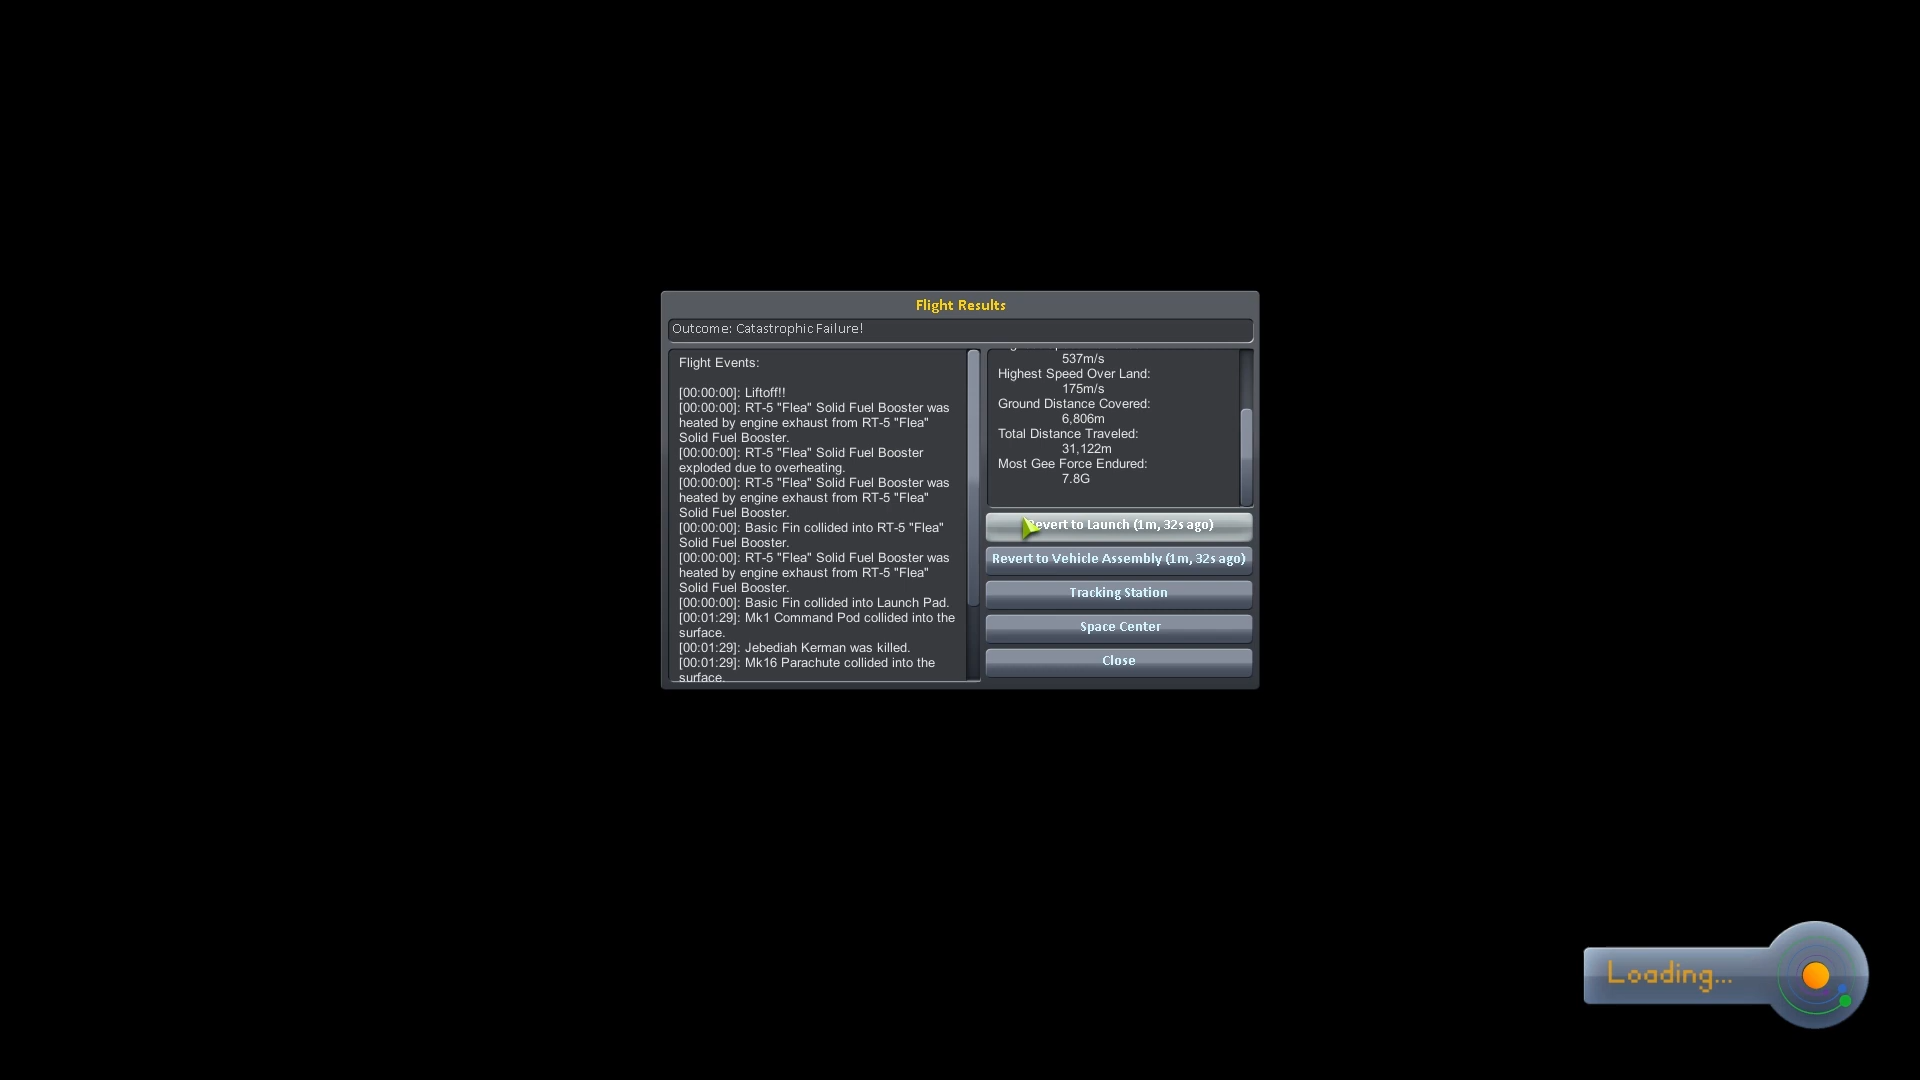 Flight Results
Outcome: Catastrophic Failure!
Flight Events:
[00:00:00]: Liftoff!!
[00:00:00]: RT-5 "Flea" Solid Fuel Booster was
heated by engine exhaust from RT-5 "Flea"
Solid Fuel Booster.
[00:00:00]: RT-5 "Flea" Solid Fuel Booster
exploded due to overheating.
[00:00:00]: RT-5 "Flea" Solid Fuel Booster was
heated by engine exhaust from RT-5 "Flea"
Solid Fuel Booster.
[00:00:00]: Basic Fin collided into RT-5 "Flea"
Solid Fuel Booster.
[00:00:00]: RT-5 "Flea" Solid Fuel Booster was
heated by engine exhaust from RT-5 "Flea"
Solid Fuel Booster.
[00:00:00]: Basic Fin collided into Launch Pad.
[00:01:29]: Mk1 Command Pod collided into the
surface.
[00:01:29]: Jebediah Kerman was killed.
[00:01:29]: Mk16 Parachute collided into the
surface.
537m/s
Highest Speed Over Land:
175m/s
Ground Distance Covered:
6,806m
Total Distance Traveled:
31,122m
Most Gee Force Endured:
7.8G
Revert to Launch (1m, 32s ago)
Revert to Vehicle Assembly (1m, 32s ago)
Tracking Station
Space Center
Close
Loading...